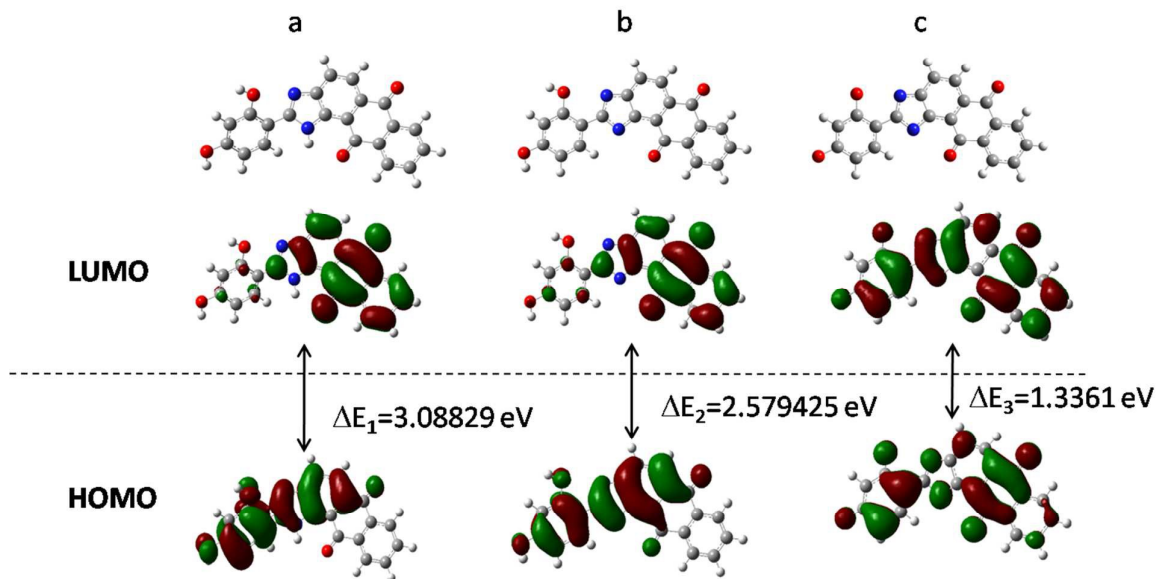 a b c
LUMO
ΔE₁=3.08829 eV ΔE₂=2.579425 eV ΔE₃=1.3361 eV
HOMO